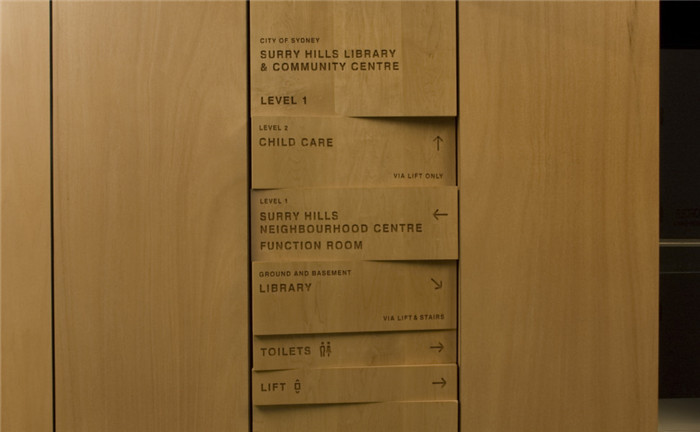 CITY OF SYDNEY
SURRY HILLS LIBRARY
& COMMUNITY CENTRE
LEVEL 1
LEVEL 2
CHILD CARE
VIA LIFT ONLY
LEVEL 1
SURRY HILLS
NEIGHBOURHOOD CENTRE
FUNCTION ROOM
GROUND AND BASEMENT
LIBRARY
VIA LIFT & STAIRS
TOILETS
LIFT